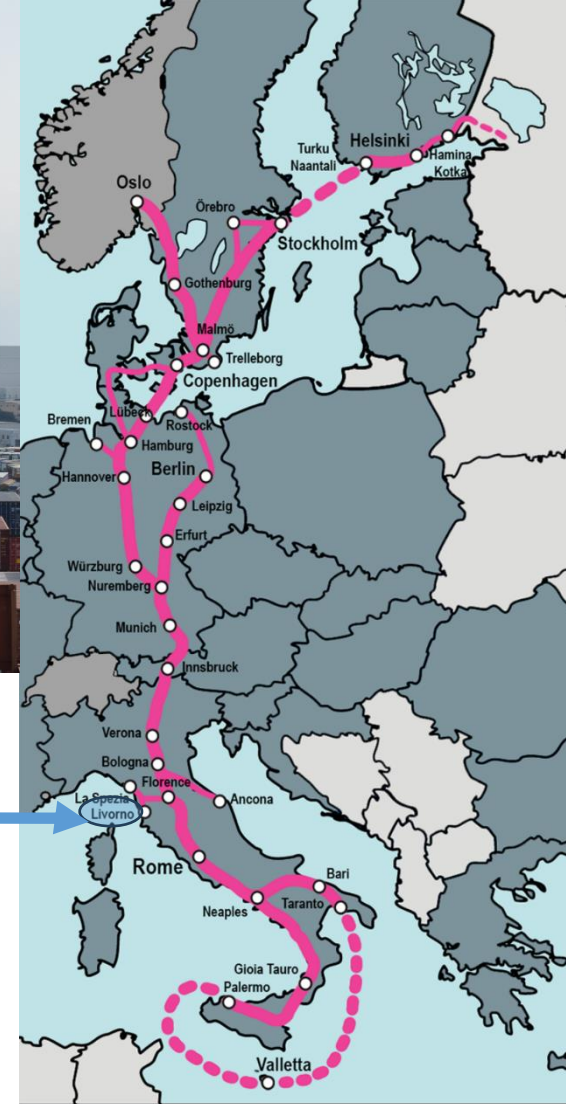 Helsinki
Turku
Naantali
Hamina
Kotka
Oslo
Örebro
Stockholm
Gothenburg
Malmö
Trelleborg
Copenhagen
Lübeck
Rostock
Bremen
Hamburg
Berlin
Hannover
Leipzig
Erfurt
Würzburg
Nuremberg
Munich
Innsbruck
Verona
Bologna
Florence
La Spezia
Ancona
Livorno
Rome
Bari
Neaples
Taranto
Gioia Tauro
Palermo
Valletta